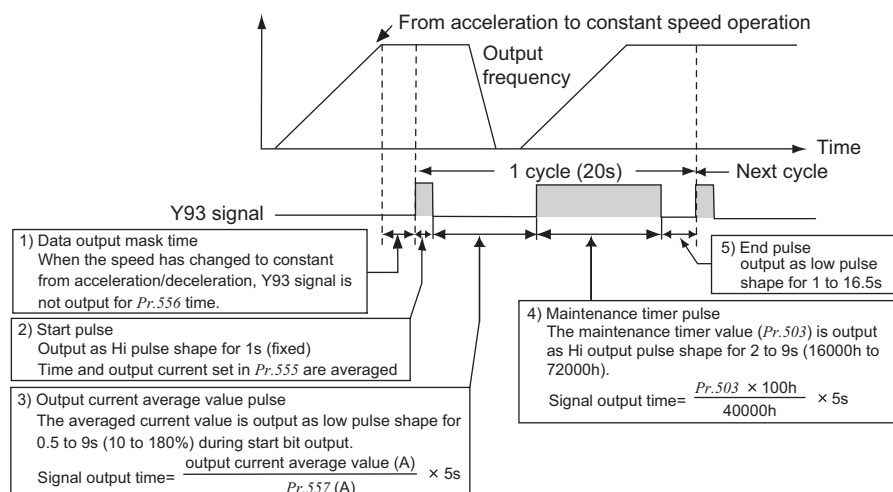 From acceleration to constant speed operation
Output
frequency
Time
1 cycle (20s)
Next cycle
Y93 signal
1) Data output mask time
When the speed has changed to constant
from acceleration/deceleration, Y93 signal is
not output for Pr.556 time.
2) Start pulse
Output as Hi pulse shape for 1s (fixed)
Time and output current set in Pr.555 are averaged
3) Output current average value pulse
The averaged current value is output as low pulse shape for
0.5 to 9s (10 to 180%) during start bit output.
Signal output time= output current average value (A) × 5s
Pr.557 (A)
5) End pulse
output as low pulse
shape for 1 to 16.5s
4) Maintenance timer pulse
The maintenance timer value (Pr.503) is output
as Hi output pulse shape for 2 to 9s (16000h to
72000h).
Signal output time= Pr.503 × 100h × 5s
40000h